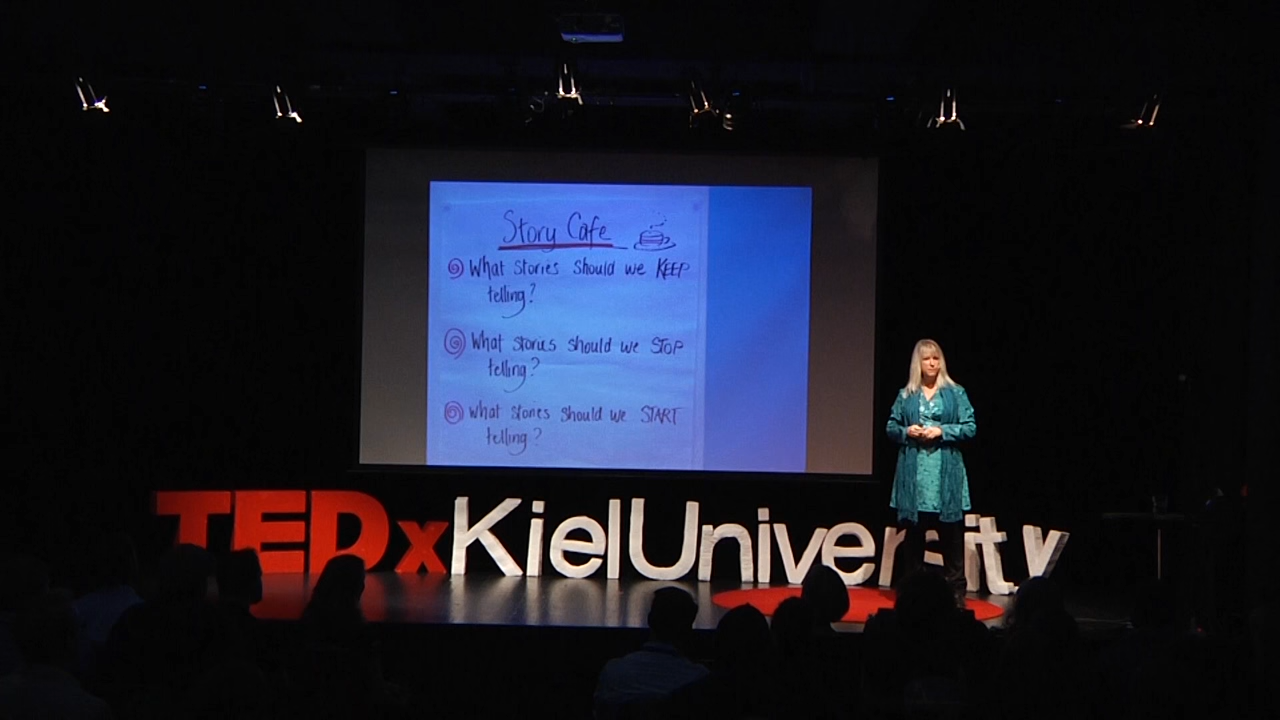 Story Cafe
What stories should we KEEP
telling?
What stories should we STOP
telling?
What stories should we START
telling?
TEDxKielUniversity